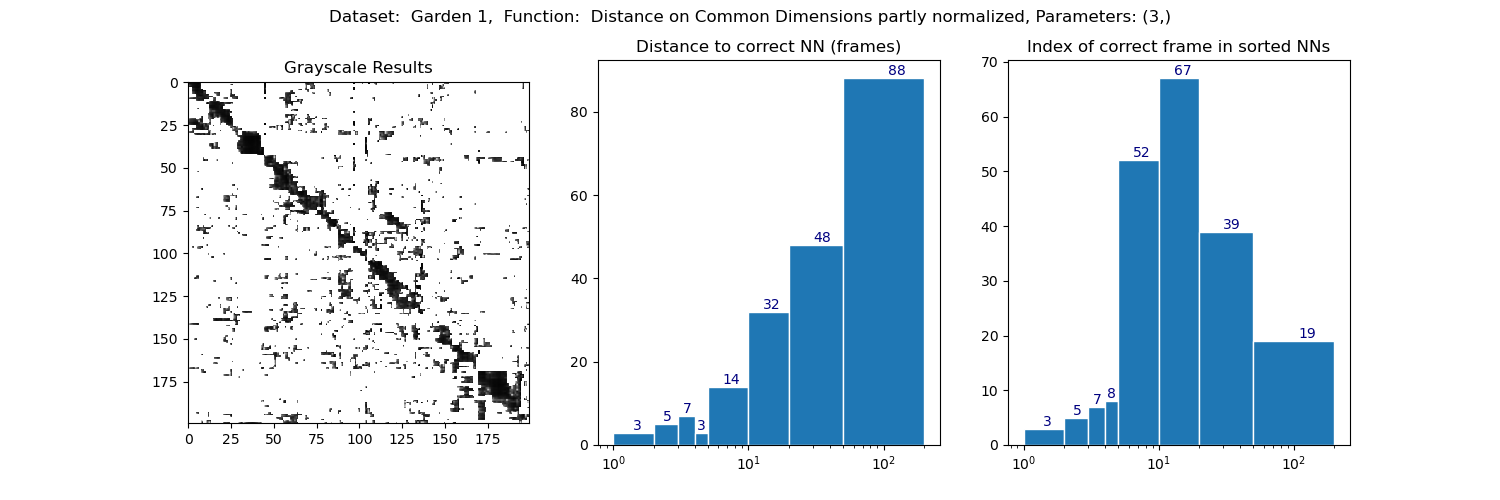 Dataset:  Garden 1,  Function:  Distance on Common Dimensions partly normalized, Parameters: (3,)
Grayscale Results
0
25
50
75
100
125
150
175
0 25 50 75 100 125 150 175
Distance to correct NN (frames)
80
60
40
20
0
3 5 7 3 14 32 48 88
10⁰ 10¹ 10²
Index of correct frame in sorted NNs
70
60
50
40
30
20
10
0
3 5 7 8 52 67 39 19
10⁰ 10¹ 10²